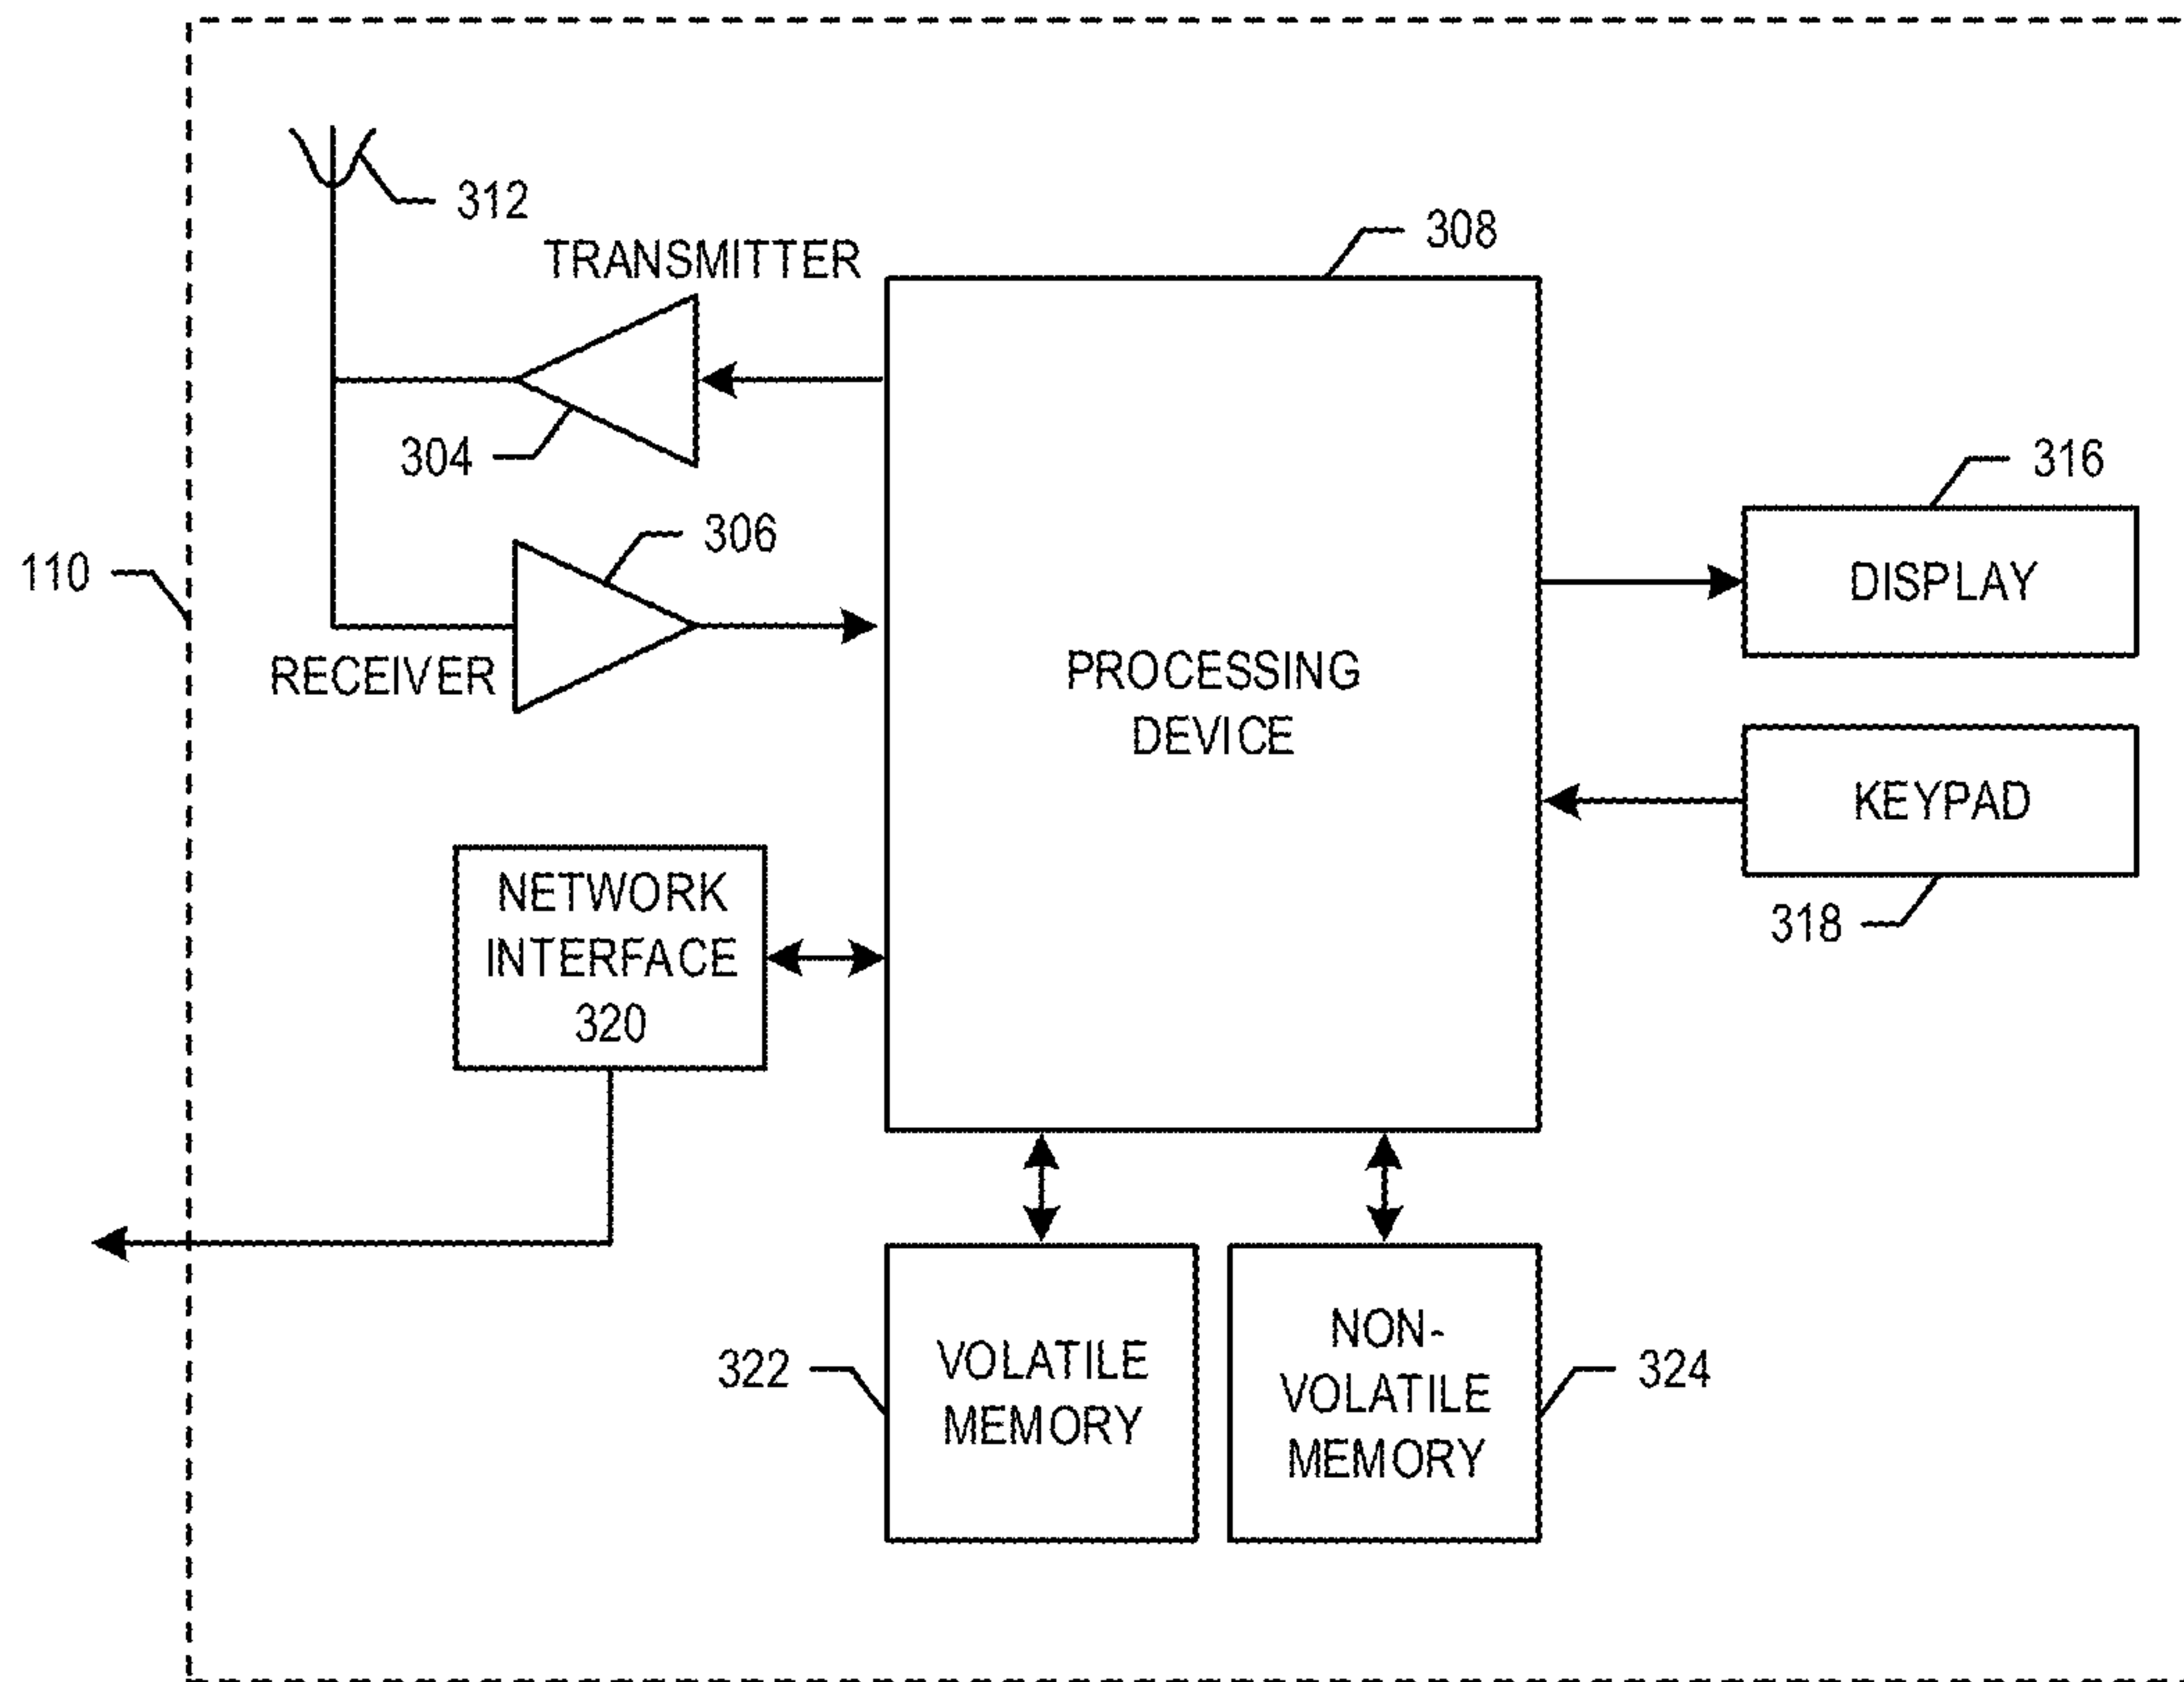 312
TRANSMITTER
308
304
306
110
RECEIVER
PROCESSING
DEVICE
316
DISPLAY
KEYPAD
318
NETWORK
INTERFACE
320
322
VOLATILE
MEMORY
NON-
VOLATILE
MEMORY
324